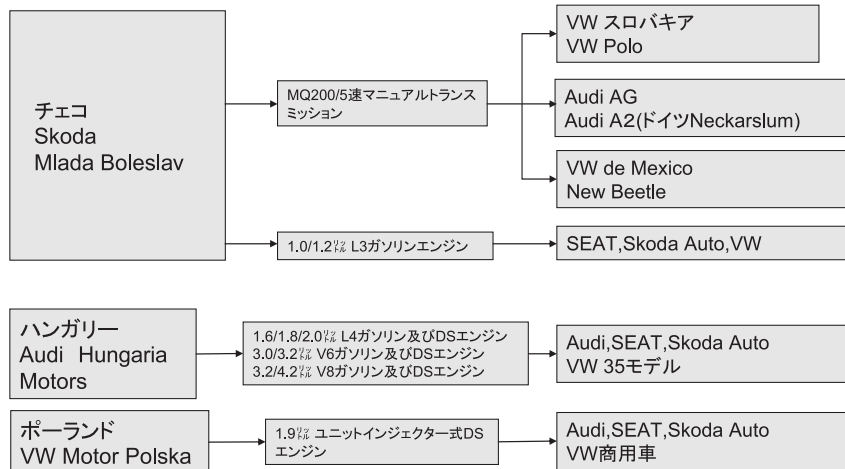 チェコ
Skoda
Mlada Boleslav
MQ200/5速マニュアルトランス
ミッション
VW スロバキア
VW Polo
Audi AG
Audi A2(ドイツNeckarslum)
VW de Mexico
New Beetle
1.0/1.2㍑ L3ガソリンエンジン
SEAT,Skoda Auto,VW
ハンガリー
Audi Hungaria
Motors
1.6/1.8/2.0㍑ L4ガソリン及びDSエンジン
3.0/3.2㍑ V6ガソリン及びDSエンジン
3.2/4.2㍑ V8ガソリン及びDSエンジン
Audi,SEAT,Skoda Auto
VW 35モデル
ポーランド
VW Motor Polska
1.9㍑ ユニットインジェクター式DS
エンジン
Audi,SEAT,Skoda Auto
VW商用車